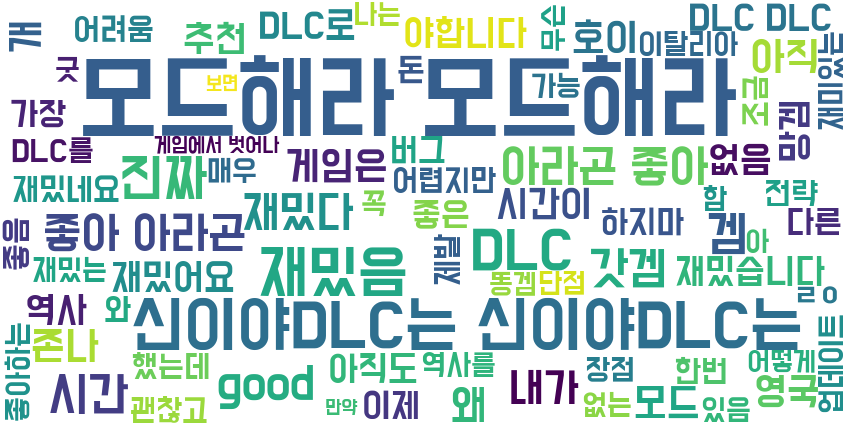 개
어려움
추천
DLC로
나는
야합니다
무슨
호이
이탈리아
DLC DLC
아직
재미있는
굿
모드해라 모드해라
보면
돈
가능
조금
망겜
가장
DLC를
게임에서 벗어나
진짜
매우
게임은
버그
어렵지만
아라곤 좋아
없음
전략
재밌네요
재밌다
꼭
좋은
시간이
하지마
함
다른
좋음
좋아 아라곤
제발
DLC
겜
아
재밌는
재밌어요
재밌음
똥겜
단점
갓겜
재밌습니다
ㄹㅇ
역사
와
신이야DLC는 신이야DLC는
존나
좋아하는
했는데
아직도
역사를
장점
한번
어떻게
업데이트
시간
괜찮고
good
만약
이제
왜
내가
없는
모드
있음
영국